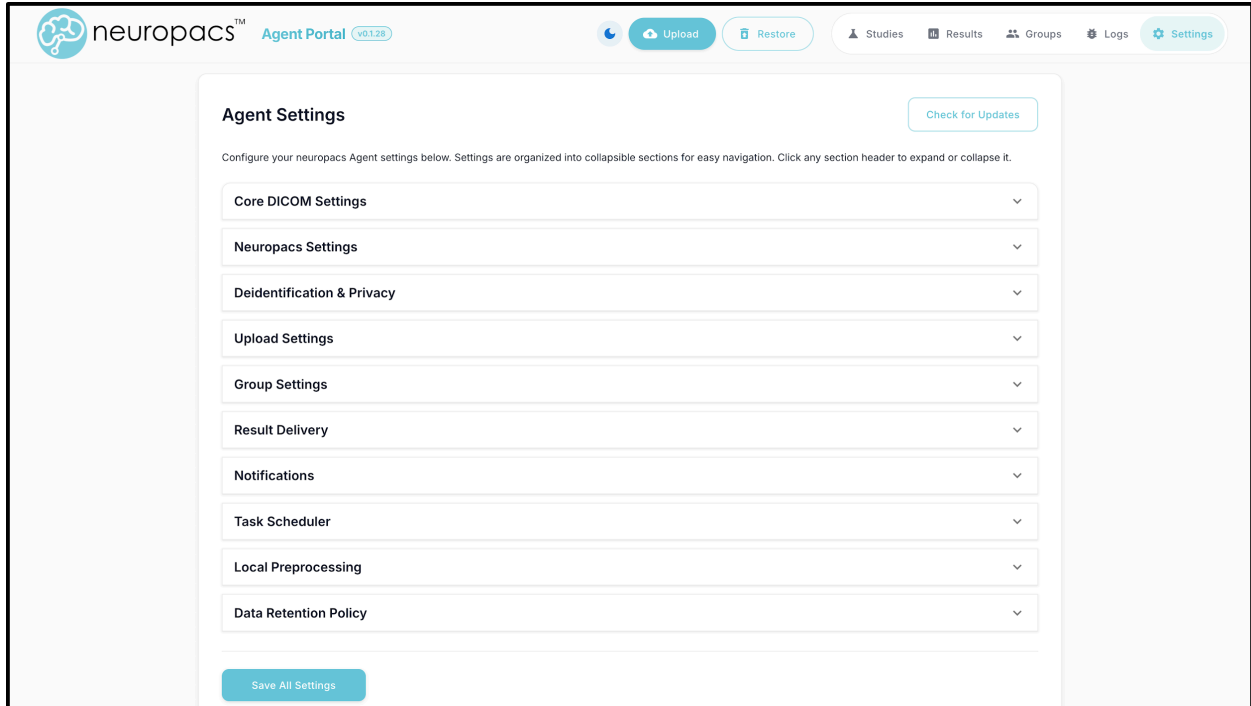 neuropacs™ Agent Portal v0.1.28 Upload Restore Studies Results Groups Logs Settings
Agent Settings Check for Updates
Configure your neuropacs Agent settings below. Settings are organized into collapsible sections for easy navigation. Click any section header to expand or collapse it.
Core DICOM Settings
Neuropacs Settings
Deidentification & Privacy
Upload Settings
Group Settings
Result Delivery
Notifications
Task Scheduler
Local Preprocessing
Data Retention Policy
Save All Settings